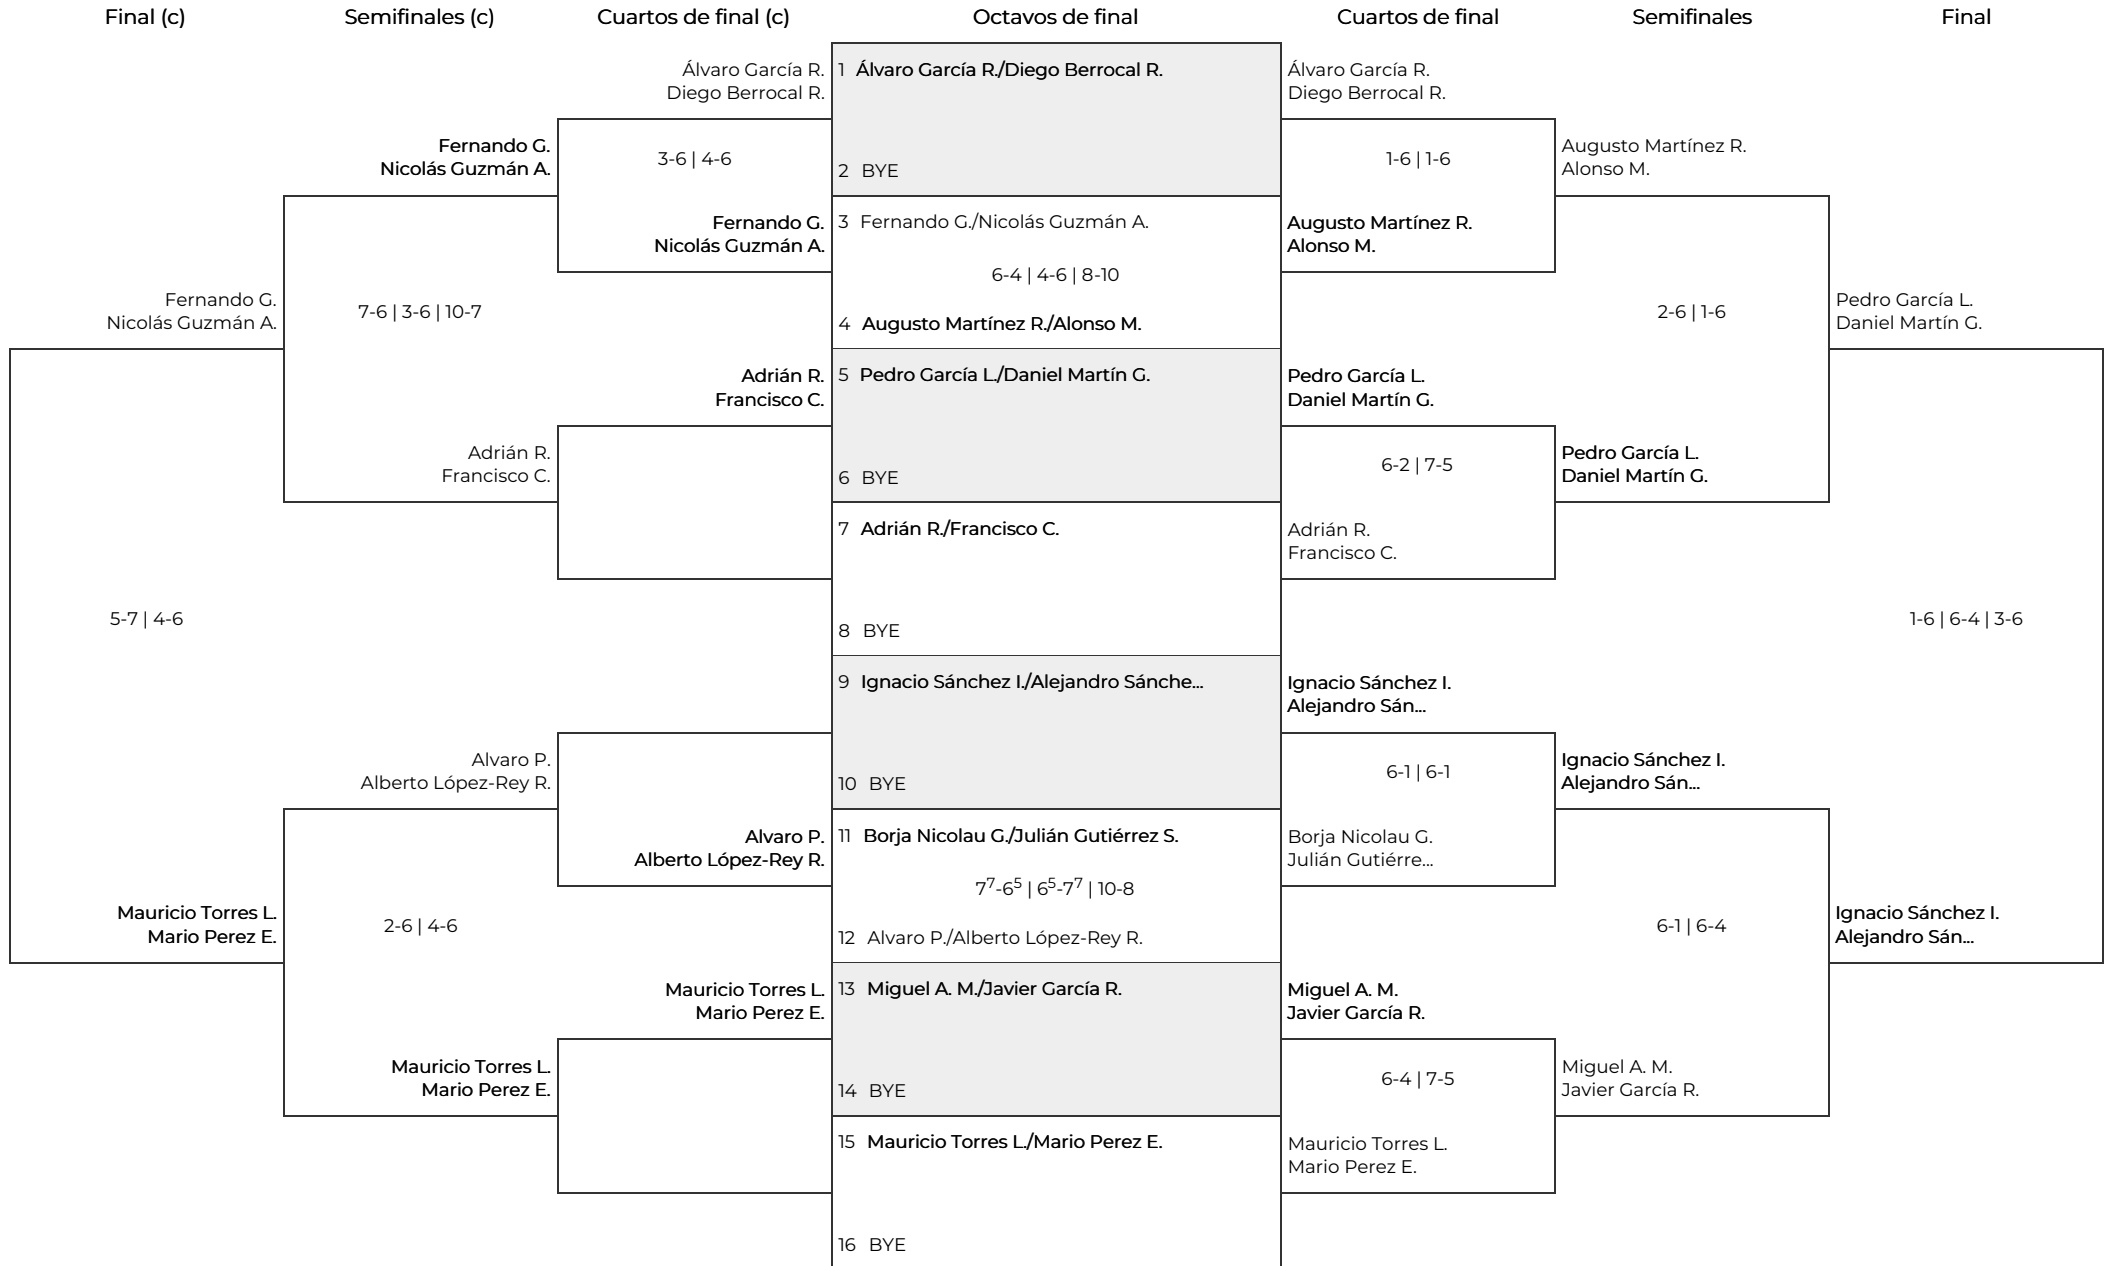 Final (c)
Semifinales (c)
Cuartos de final (c)
Octavos de final
Cuartos de final
Semifinales
Final
Fernando G.
Nicolás Guzmán A.
5-7 | 4-6
Mauricio Torres L.
Mario Perez E.
Fernando G.
Nicolás Guzmán A.
7-6 | 3-6 | 10-7
Adrián R.
Francisco C.
Alvaro P.
Alberto López-Rey R.
2-6 | 4-6
Mauricio Torres L.
Mario Perez E.
Álvaro García R.
Diego Berrocal R.
3-6 | 4-6
Fernando G.
Nicolás Guzmán A.
Adrián R.
Francisco C.
Alvaro P.
Alberto López-Rey R.
Mauricio Torres L.
Mario Perez E.
1 Álvaro García R./Diego Berrocal R.
2 BYE
3 Fernando G./Nicolás Guzmán A.
6-4 | 4-6 | 8-10
4 Augusto Martínez R./Alonso M.
5 Pedro García L./Daniel Martín G.
6 BYE
7 Adrián R./Francisco C.
8 BYE
9 Ignacio Sánchez I./Alejandro Sánche...
10 BYE
11 Borja Nicolau G./Julián Gutiérrez S.
7⁷-6⁵ | 6⁵-7⁷ | 10-8
12 Alvaro P./Alberto López-Rey R.
13 Miguel A. M./Javier García R.
14 BYE
15 Mauricio Torres L./Mario Perez E.
16 BYE
Álvaro García R.
Diego Berrocal R.
1-6 | 1-6
Augusto Martínez R.
Alonso M.
Pedro García L.
Daniel Martín G.
6-2 | 7-5
Adrián R.
Francisco C.
Ignacio Sánchez I.
Alejandro Sán...
6-1 | 6-1
Borja Nicolau G.
Julián Gutiérre...
Miguel A. M.
Javier García R.
6-4 | 7-5
Mauricio Torres L.
Mario Perez E.
Augusto Martínez R.
Alonso M.
2-6 | 1-6
Pedro García L.
Daniel Martín G.
Ignacio Sánchez I.
Alejandro Sán...
6-1 | 6-4
Miguel A. M.
Javier García R.
Pedro García L.
Daniel Martín G.
1-6 | 6-4 | 3-6
Ignacio Sánchez I.
Alejandro Sán...